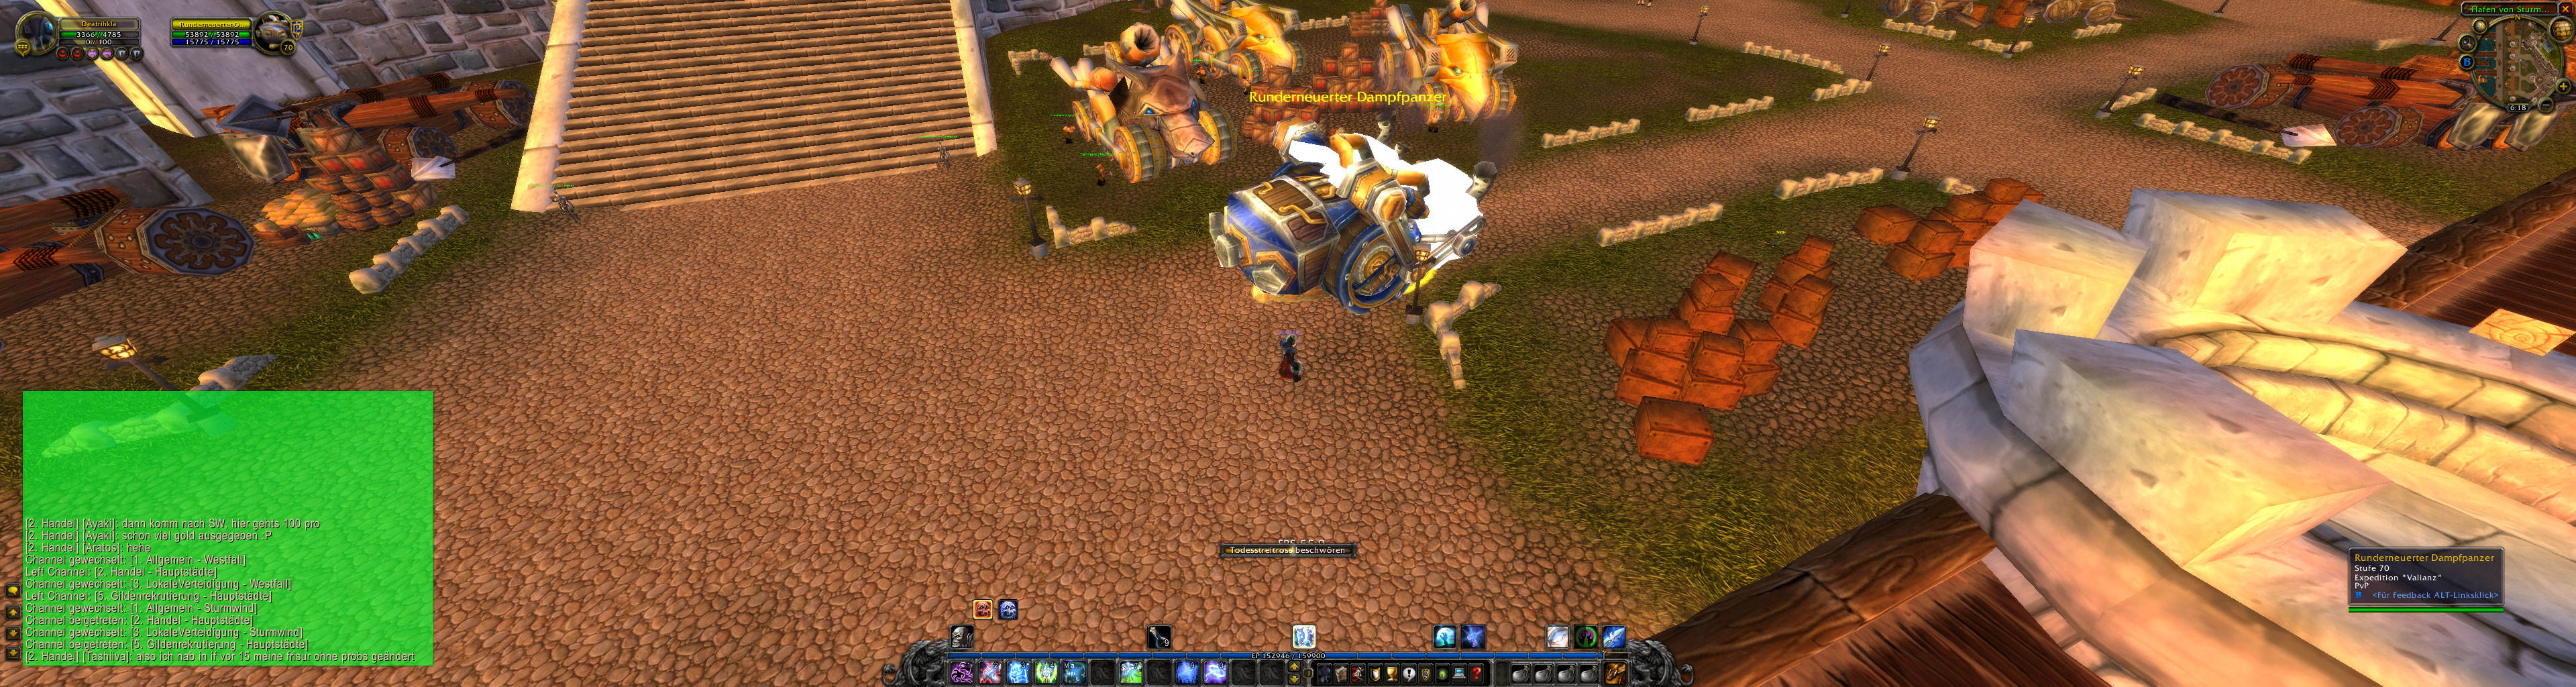 Deatrihkla
3366 / 4785
0 / 100
Runderneuerter D
53892 / 53892
15775 / 15775
70
Hafen von Sturm...
N
B
6:18
Runderneuerter Dampfpanzer
[2. Handel] [Ayaki]: dann komm nach SW, hier gehts 100 pro
[2. Handel] [Ayaki]: schon viel gold ausgegeben :P
[2. Handel] [Aratos]: hehe
Channel gewechselt: [1. Allgemein - Westfall]
Left Channel: [2. Handel - Hauptstädte]
Channel gewechselt: [3. LokaleVerteidigung - Westfall]
Left Channel: [5. Gildenrekrutierung - Hauptstädte]
Channel gewechselt: [1. Allgemein - Sturmwind]
Channel beigetreten: [2. Handel - Hauptstädte]
Channel gewechselt: [3. LokaleVerteidigung - Sturmwind]
Channel beigetreten: [5. Gildenrekrutierung - Hauptstädte]
[2. Handel] [Tashiiva]: also ich hab in if vor 15 meine frisur ohne probs geändert
Todesstreitross beschwören
Runderneuerter Dampfpanzer
Stufe 70
Expedition "Valianz"
PvP
<Für Feedback ALT-Linksklick>
9
EP 152946 / 159900